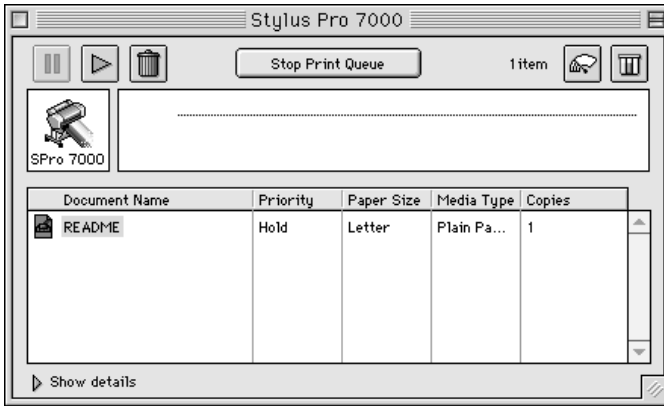 Stylus Pro 7000
Stop Print Queue 1 item
SPro 7000
Document Name Priority Paper Size Media Type Copies
README Hold Letter Plain Pa... 1
Show details